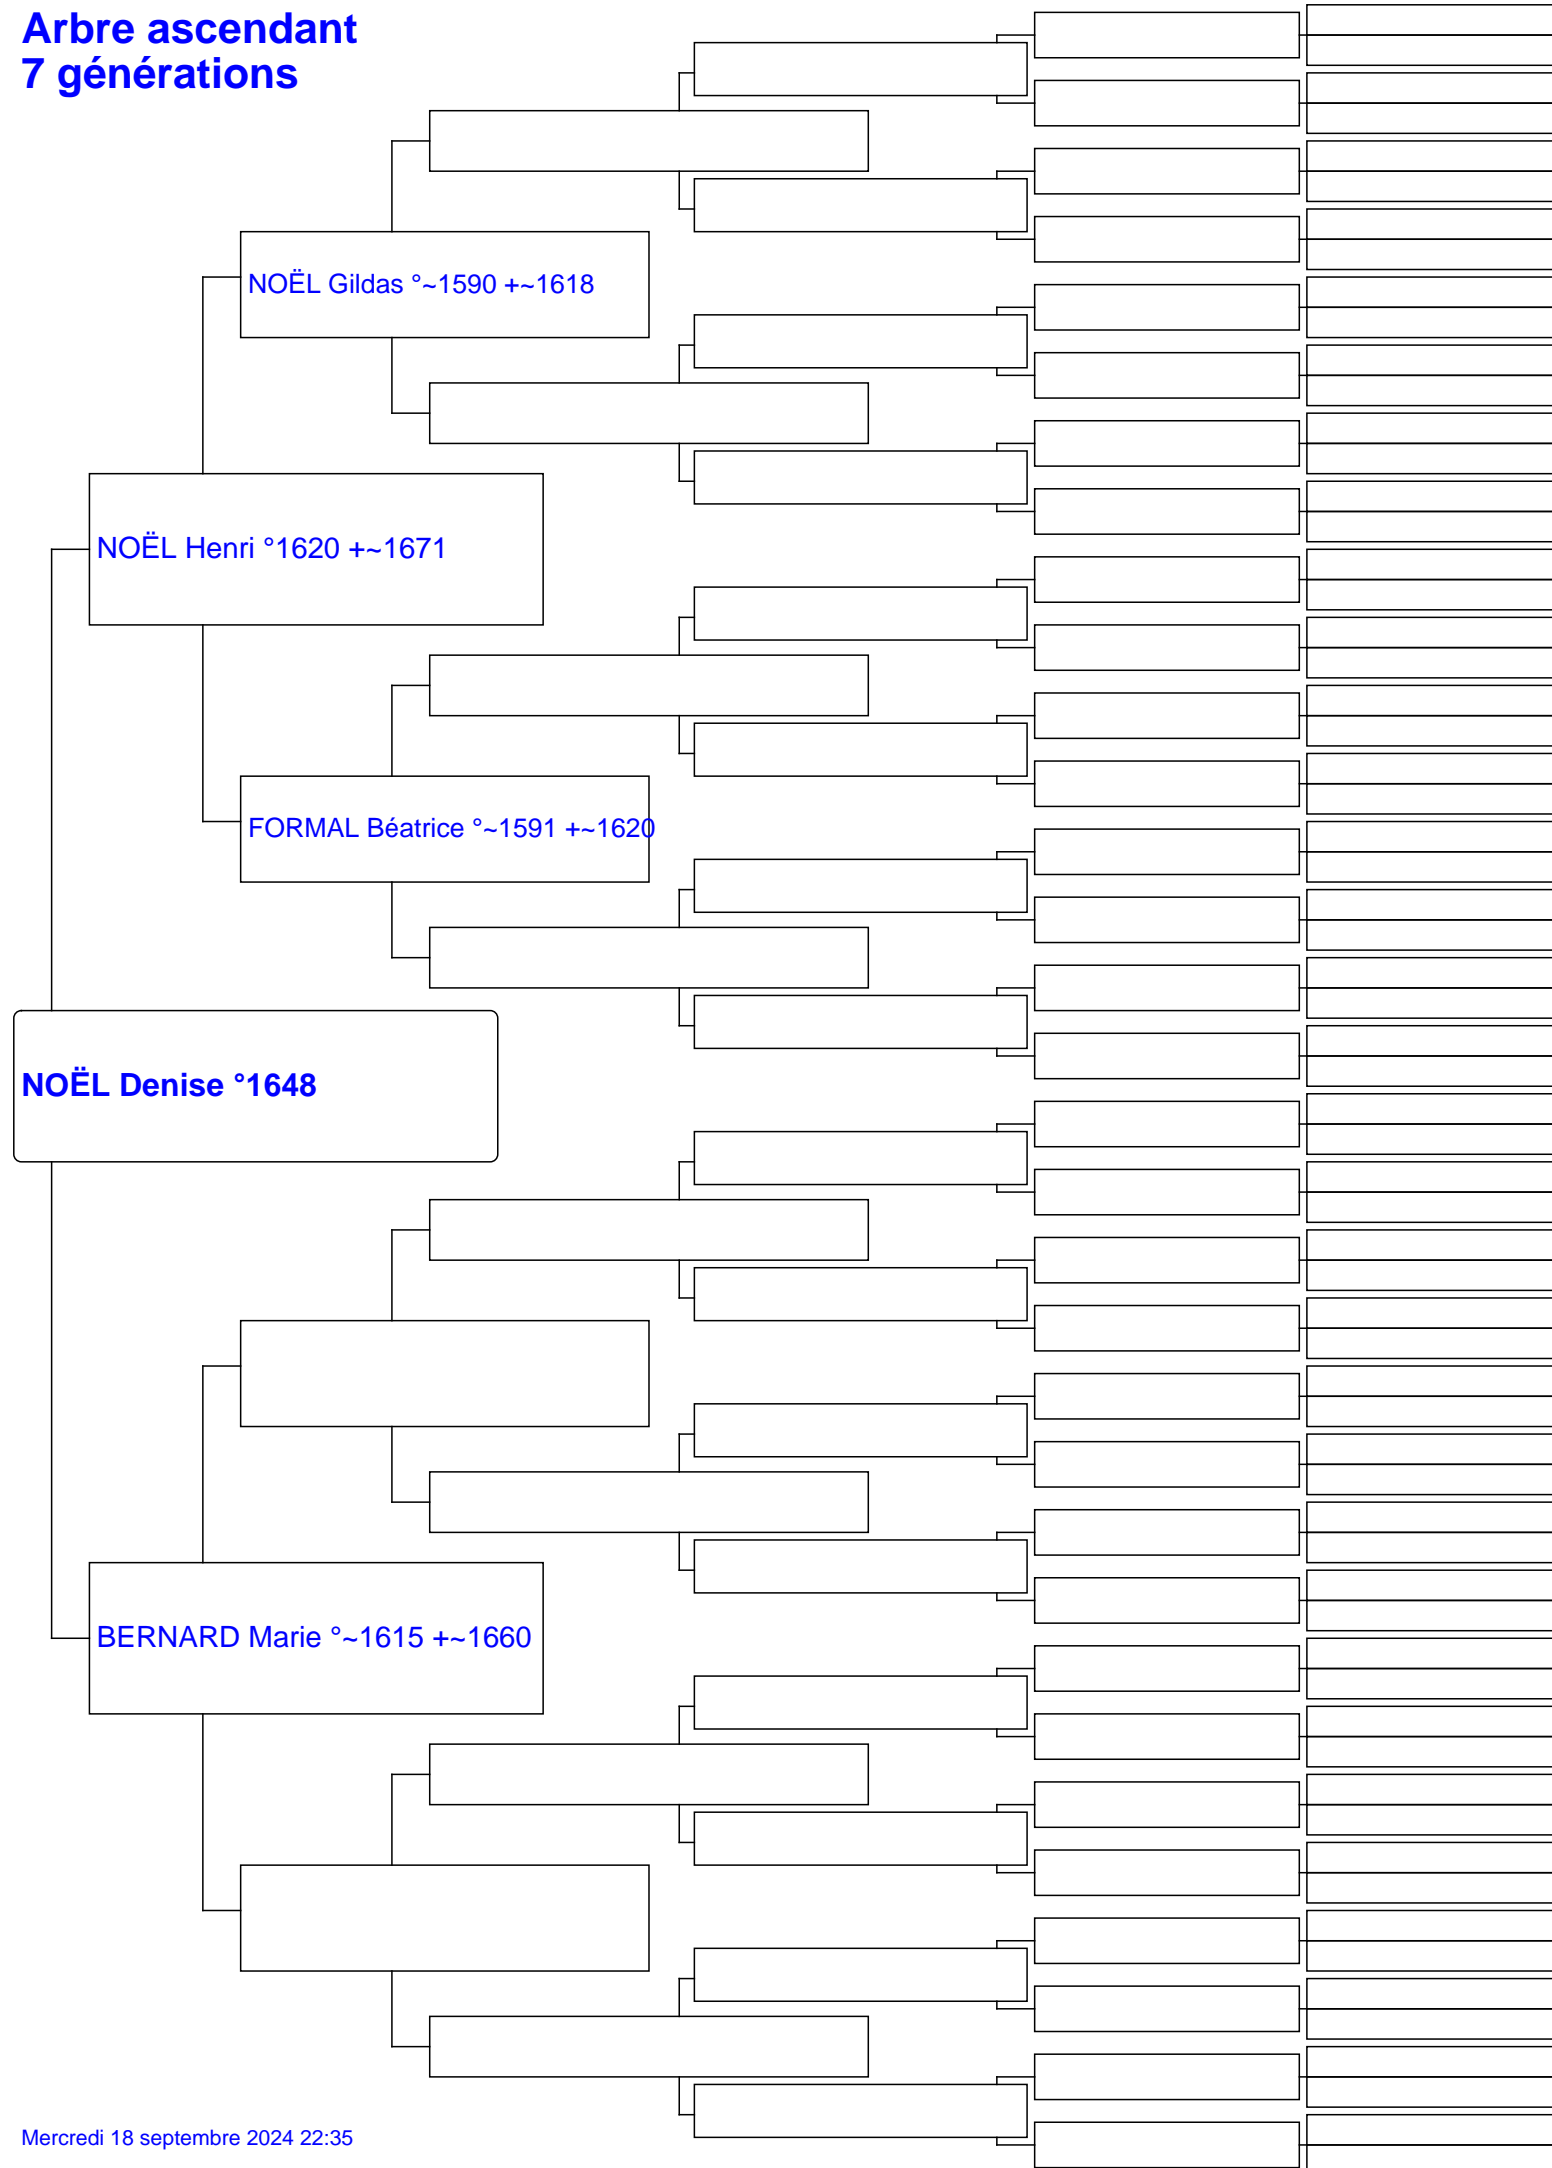 Arbre ascendant
7 générations
NOËL Gildas °~1590 +~1618
NOËL Henri °1620 +~1671
FORMAL Béatrice °~1591 +~1620
NOËL Denise °1648
BERNARD Marie °~1615 +~1660
Mercredi 18 septembre 2024 22:35